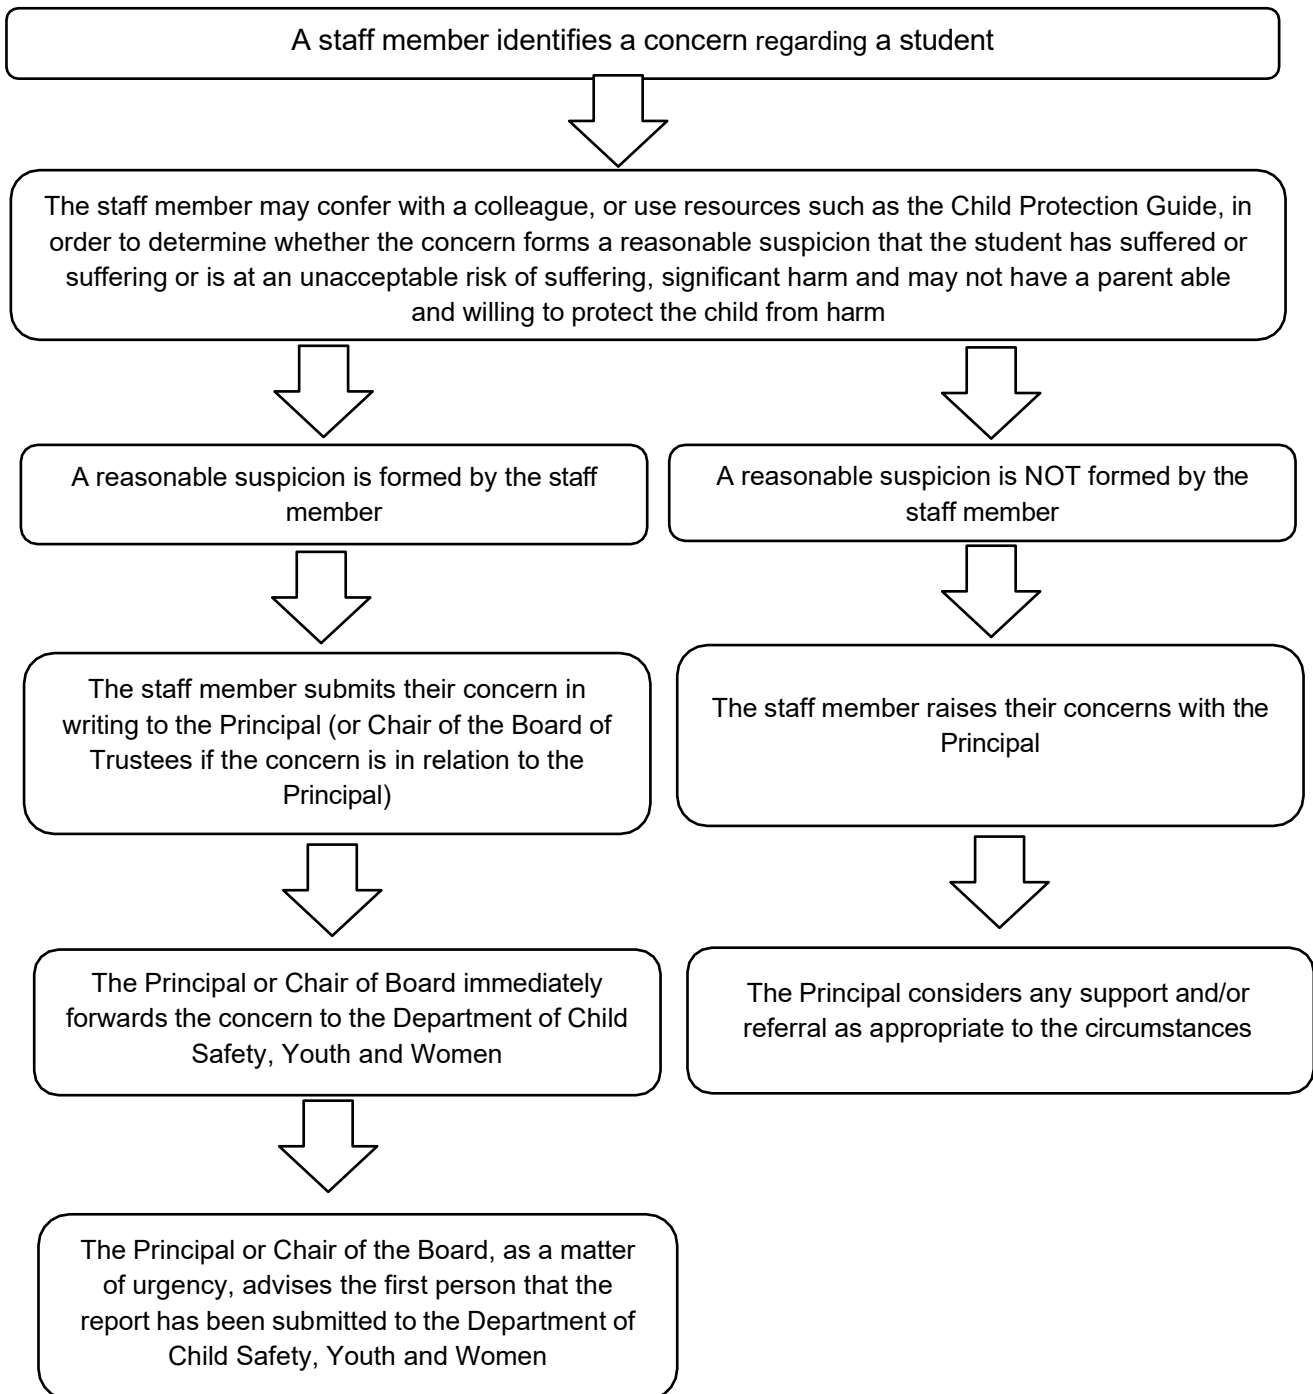 A staff member identifies a concern regarding a student
The staff member may confer with a colleague, or use resources such as the Child Protection Guide, in
order to determine whether the concern forms a reasonable suspicion that the student has suffered or
suffering or is at an unacceptable risk of suffering, significant harm and may not have a parent able
and willing to protect the child from harm
A reasonable suspicion is formed by the staff
member
A reasonable suspicion is NOT formed by the
staff member
The staff member submits their concern in
writing to the Principal (or Chair of the Board of
Trustees if the concern is in relation to the
Principal)
The staff member raises their concerns with the
Principal
The Principal or Chair of Board immediately
forwards the concern to the Department of Child
Safety, Youth and Women
The Principal considers any support and/or
referral as appropriate to the circumstances
The Principal or Chair of the Board, as a matter
of urgency, advises the first person that the
report has been submitted to the Department of
Child Safety, Youth and Women